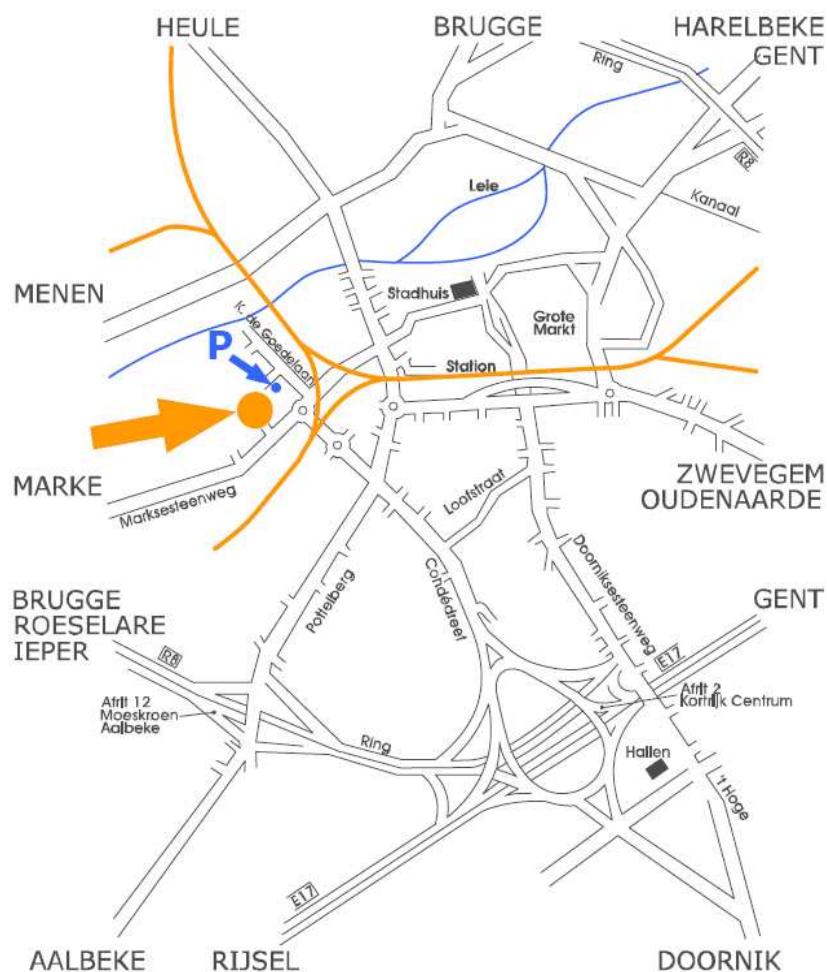 HEULE
BRUGGE
HARELBEKE
GENT
Ring
R8
Leie
Kanaal
MENEN
Stadhuis
Grote
Markt
K. de Goedelaan
P
Station
MARKE
Marksesteenweg
ZWEVEGEM
OUDENAARDE
Loofstraat
Doorniksesteenweg
Condédreef
Pottelberg
BRUGGE
ROESELARE
IEPER
GENT
R8
E17
Afrit 12
Moeskroen
Aalbeke
Afrit 2
Kortrijk Centrum
Ring
Hallen
't Hoge
E17
AALBEKE
RIJSEL
DOORNIK